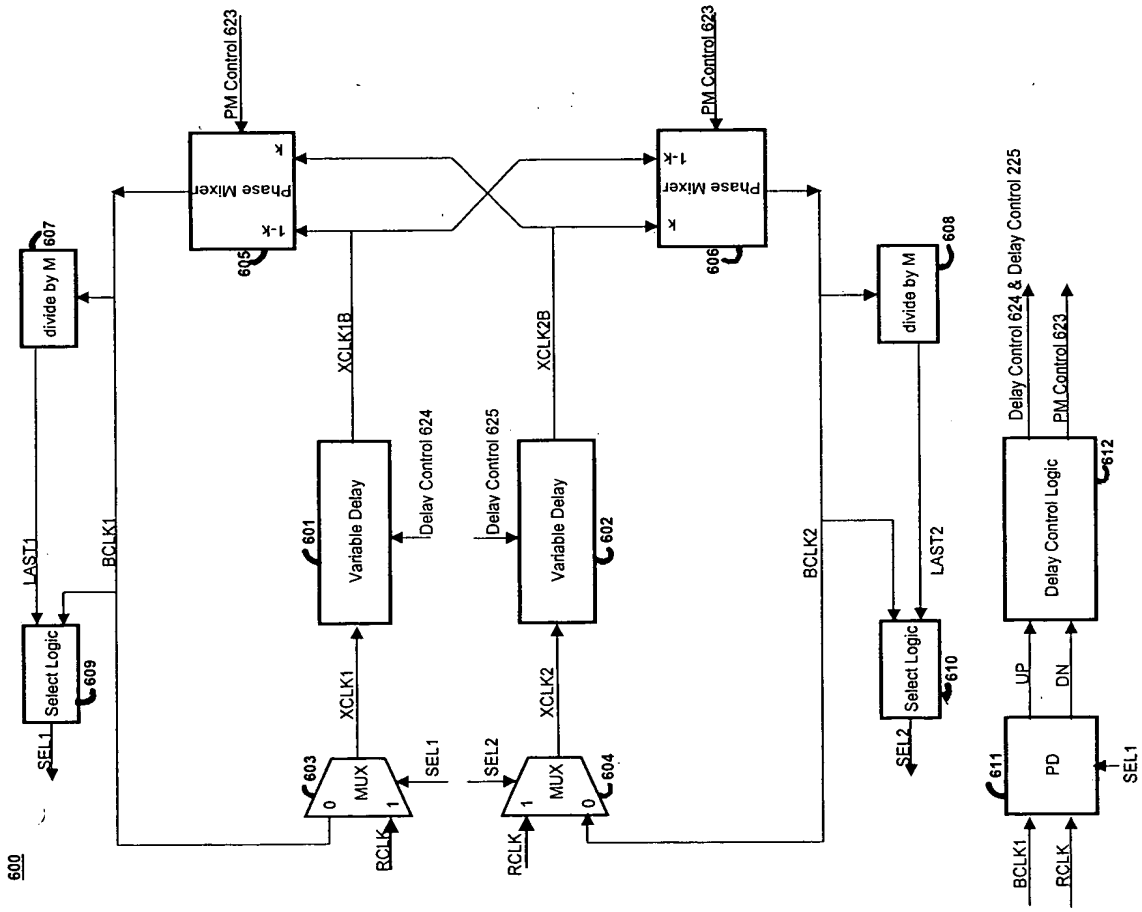 600
607
divide by M
LAST1
Select Logic
609
SEL1
BCLK1
PM Control 623
Phase Mixer
1-k
k
605
603
MUX
0
1
RCLK
SEL1
XCLK1
601
Variable Delay
Delay Control 624
XCLK1B
SEL2
Delay Control 625
XCLK2
Variable Delay
602
XCLK2B
MUX
1
0
604
RCLK
PM Control 623
Phase Mixer
k
1-k
606
BCLK2
608
divide by M
LAST2
Select Logic
610
SEL2
BCLK1
RCLK
611
PD
SEL1
UP
DN
Delay Control Logic
612
Delay Control 624 & Delay Control 225
PM Control 623